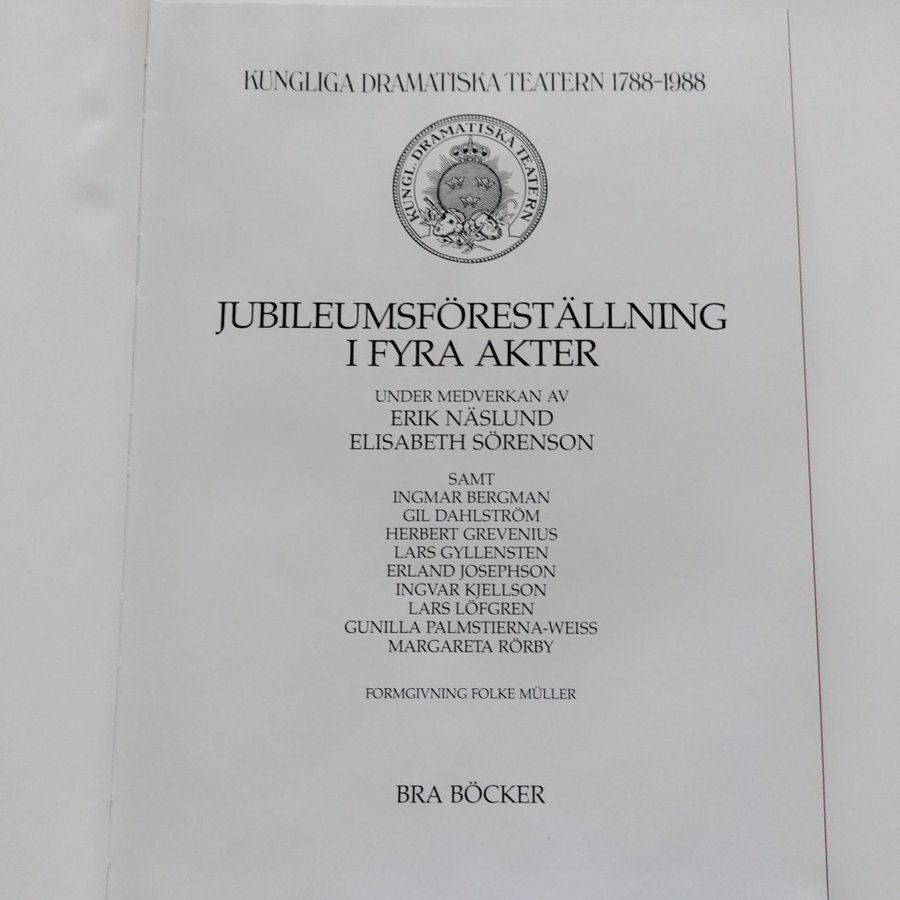 KUNGLIGA DRAMATISKA TEATERN 1788-1988
KUNGL. DRAMATISKA TEATERN
JUBILEUMSFÖRESTÄLLNING
I FYRA AKTER
UNDER MEDVERKAN AV
ERIK NÄSLUND
ELISABETH SÖRENSON
SAMT
INGMAR BERGMAN
GIL DAHLSTRÖM
HERBERT GREVENIUS
LARS GYLLENSTEN
ERLAND JOSEPHSON
INGVAR KJELLSON
LARS LÖFGREN
GUNILLA PALMSTIERNA-WEISS
MARGARETA RÖRBY
FORMGIVNING FOLKE MÜLLER
BRA BÖCKER